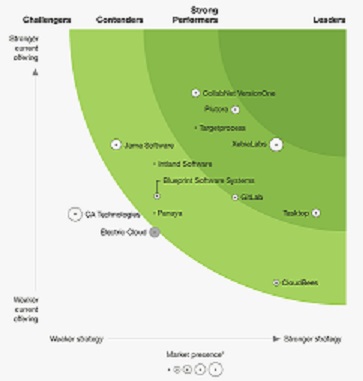 Challengers
Contenders
Strong
Performers
Leaders
Stronger
current
offering
CollabNet VersionOne
Plutora
Targetprocess
XebiaLabs
Jama Software
Inland Software
Blueprint Software Systems
GitLab
CA Technologies
Panaya
Tasktop
Electric Cloud
CloudBees
Weaker
current
offering
Weaker strategy
Stronger strategy
Market presence*